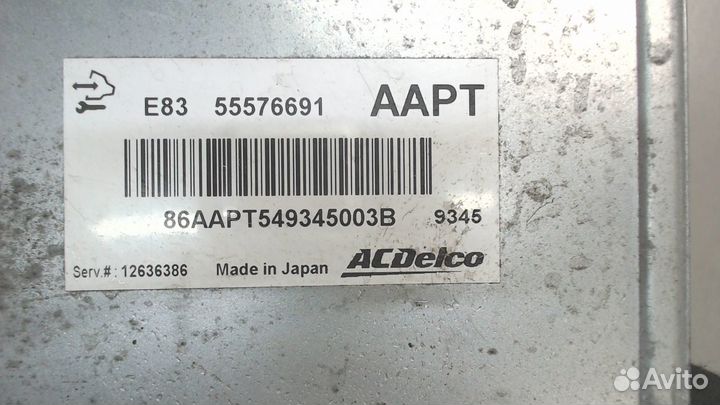 E83 55576691 AAPT
86AAPT549345003B 9345
Serv.#: 12636386 Made in Japan ACDelco
Avito